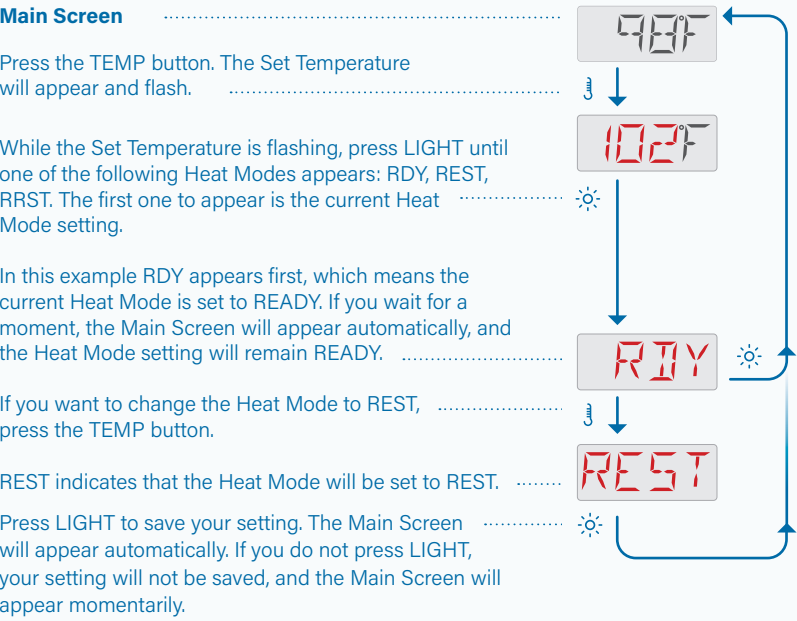 Main Screen
98°F
Press the TEMP button. The Set Temperature
will appear and flash.
102°F
While the Set Temperature is flashing, press LIGHT until
one of the following Heat Modes appears: RDY, REST,
RRST. The first one to appear is the current Heat
Mode setting.
In this example RDY appears first, which means the
current Heat Mode is set to READY. If you wait for a
moment, the Main Screen will appear automatically, and
the Heat Mode setting will remain READY.
RDY
If you want to change the Heat Mode to REST,
press the TEMP button.
REST indicates that the Heat Mode will be set to REST.
REST
Press LIGHT to save your setting. The Main Screen
will appear automatically. If you do not press LIGHT,
your setting will not be saved, and the Main Screen will
appear momentarily.